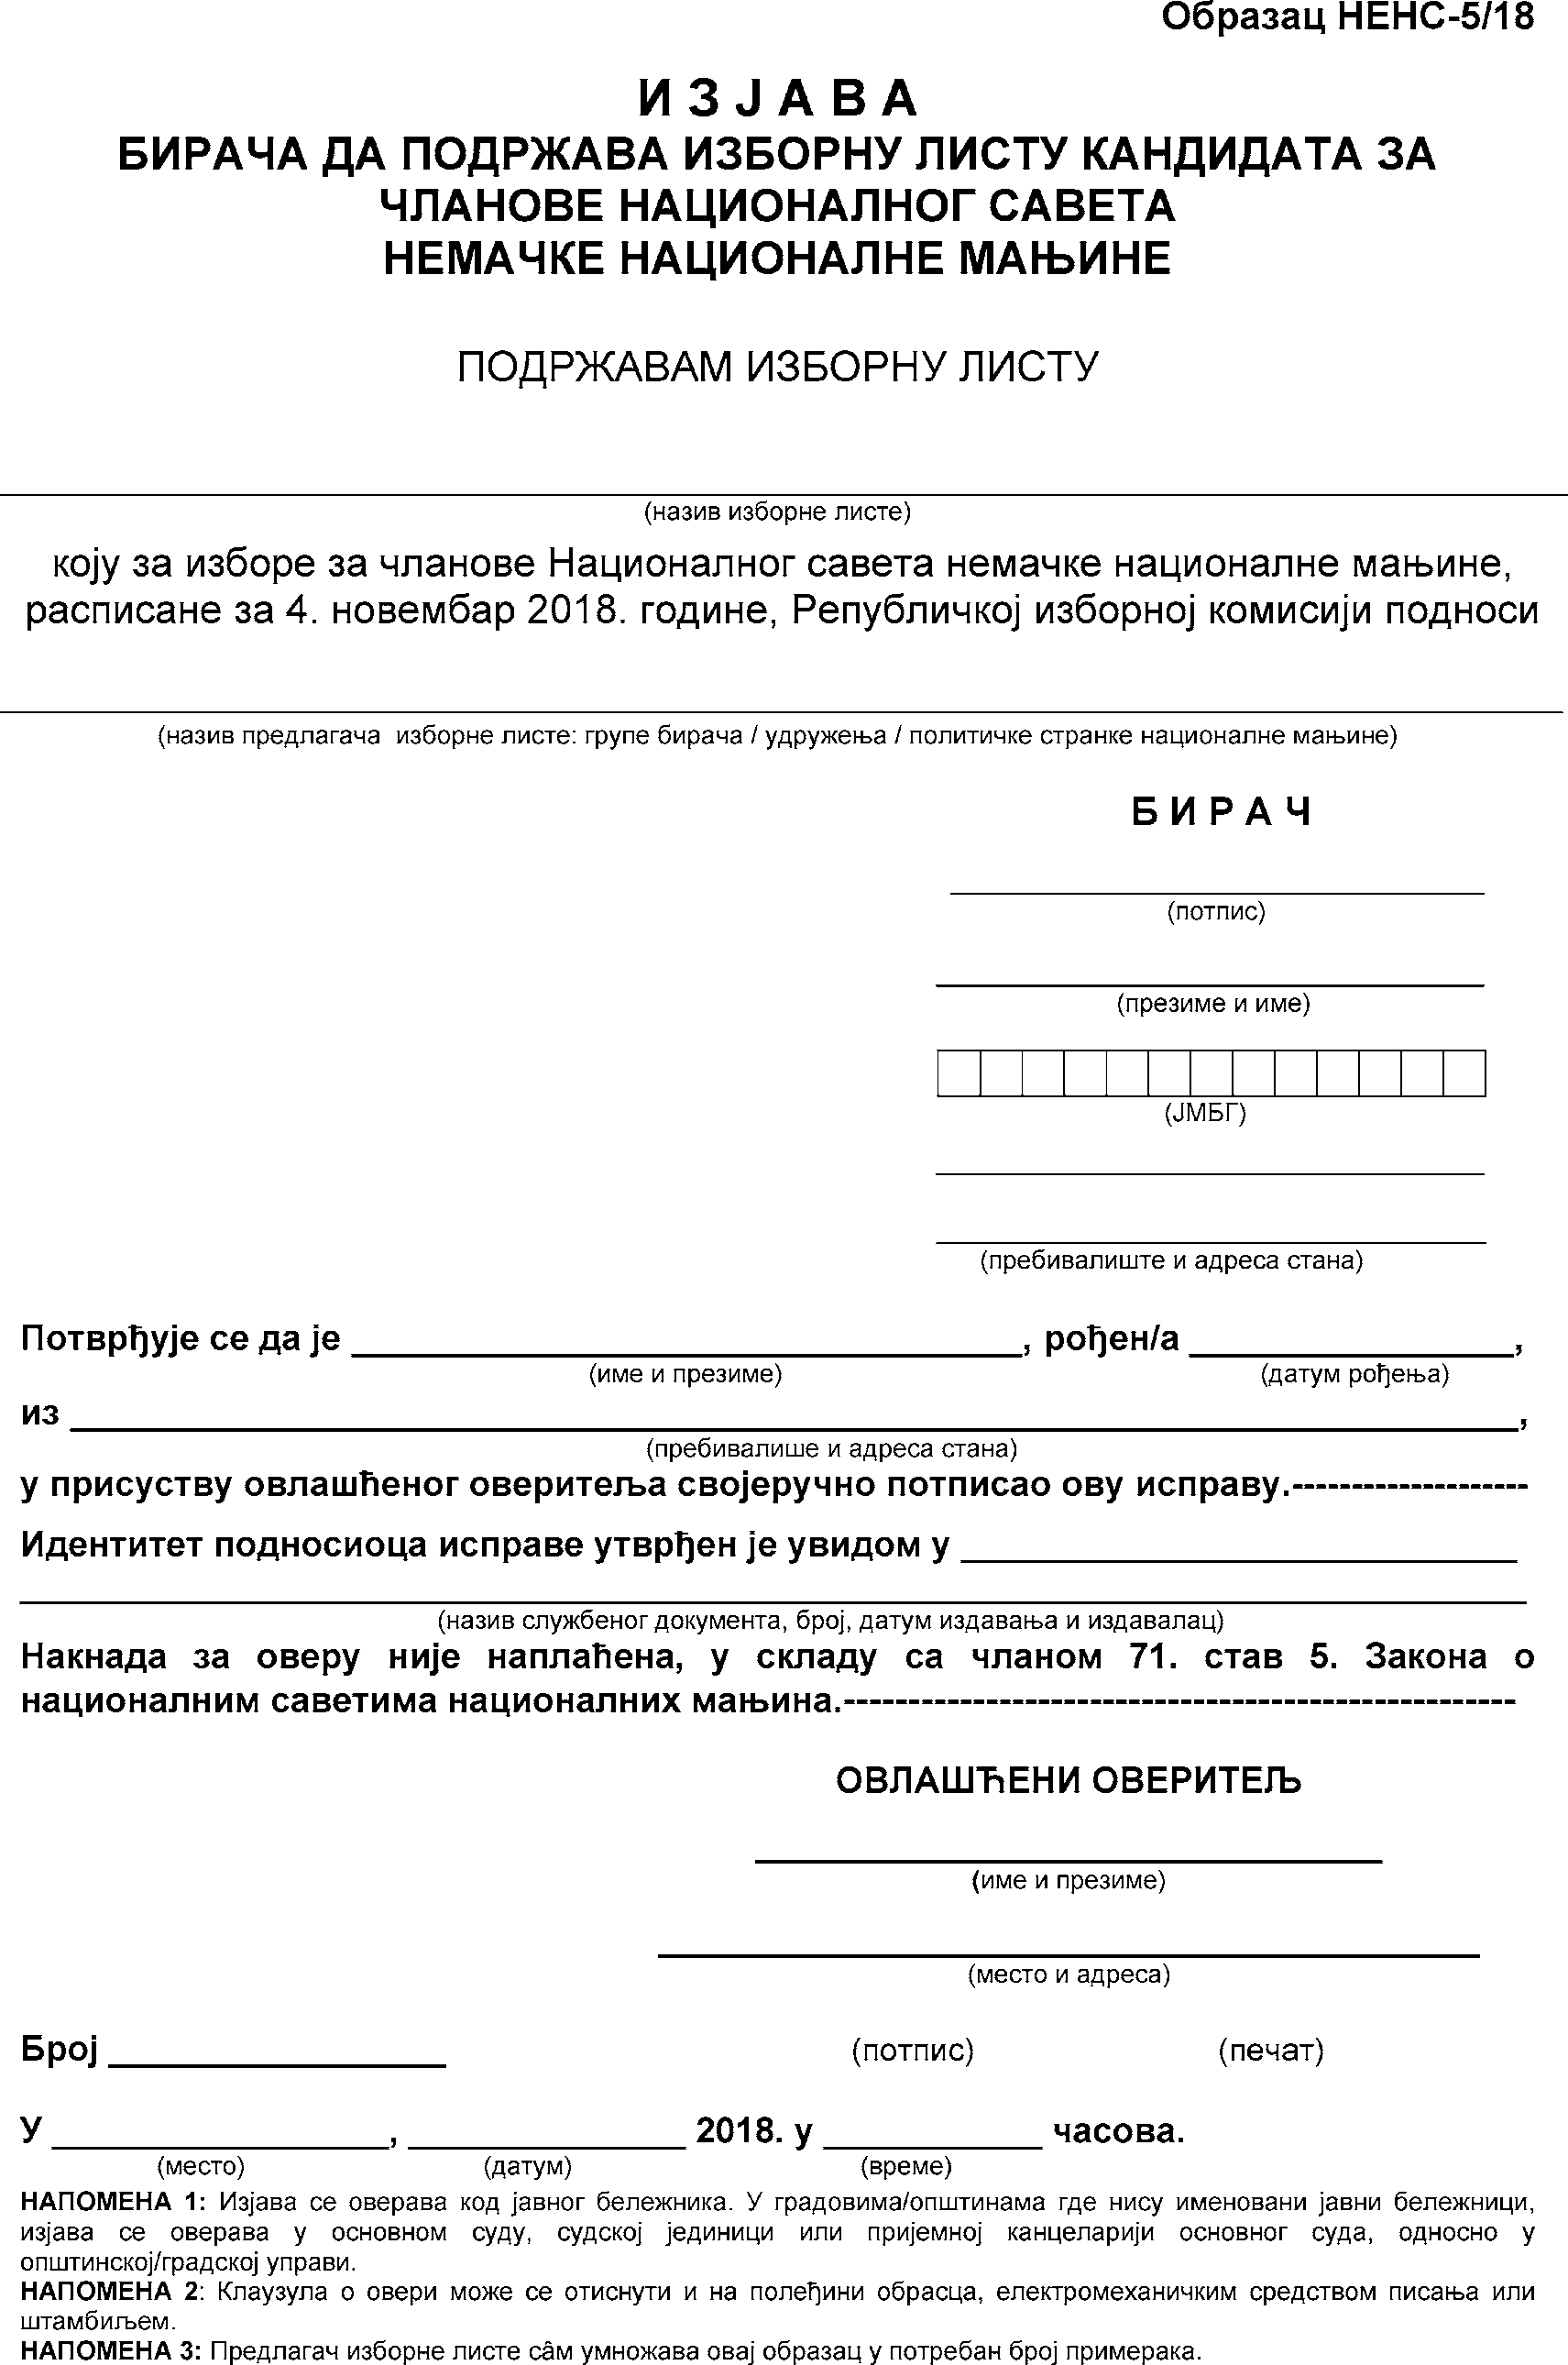 Образац НЕНС-5/18
И З Ј А В А
БИРАЧА ДА ПОДРЖАВА ИЗБОРНУ ЛИСТУ КАНДИДАТА ЗА
ЧЛАНОВЕ НАЦИОНАЛНОГ САВЕТА
НЕМАЧКЕ НАЦИОНАЛНЕ МАЊИНЕ
ПОДРЖАВАМ ИЗБОРНУ ЛИСТУ
(назив изборне листе)
коју за изборе за чланове Националног савета немачке националне мањине,
расписане за 4. новембар 2018. године, Републичкој изборној комисији подноси
(назив предлагача изборне листе: групе бирача / удружења / политичке странке националне мањине)
Б И Р А Ч
(потпис)
(презиме и име)
(ЈМБГ)
(пребивалиште и адреса стана)
Потврђује се да је ____________________, рођен/а __________,
(име и презиме) (датум рођења)
из ____________________,
(пребивалише и адреса стана)
у присуству овлашћеног оверитеља својеручно потписао ову исправу.--------------------
Идентитет подносиоца исправе утврђен је увидом у ____________________
(назив службеног документа, број, датум издавања и издавалац)
Накнада за оверу није наплаћена, у складу са чланом 71. став 5. Закона о
националним саветима националних мањина.----------------------------------------------------
ОВЛАШЋЕНИ ОВЕРИТЕЉ
(име и презиме)
(место и адреса)
Број __________ (потпис) (печат)
У __________, __________ 2018. у __________ часова.
(место) (датум) (време)
НАПОМЕНА 1: Изјава се оверава код јавног бележника. У градовима/општинама где нису именовани јавни бележници,
изјава се оверава у основном суду, судској јединици или пријемној канцеларији основног суда, односно у
општинској/градској управи.
НАПОМЕНА 2: Клаузула о овери може се отиснути и на полеђини обрасца, електромеханичким средством писања или
штамбиљем.
НАПОМЕНА 3: Предлагач изборне листе сâм умножава овај образац у потребан број примерака.